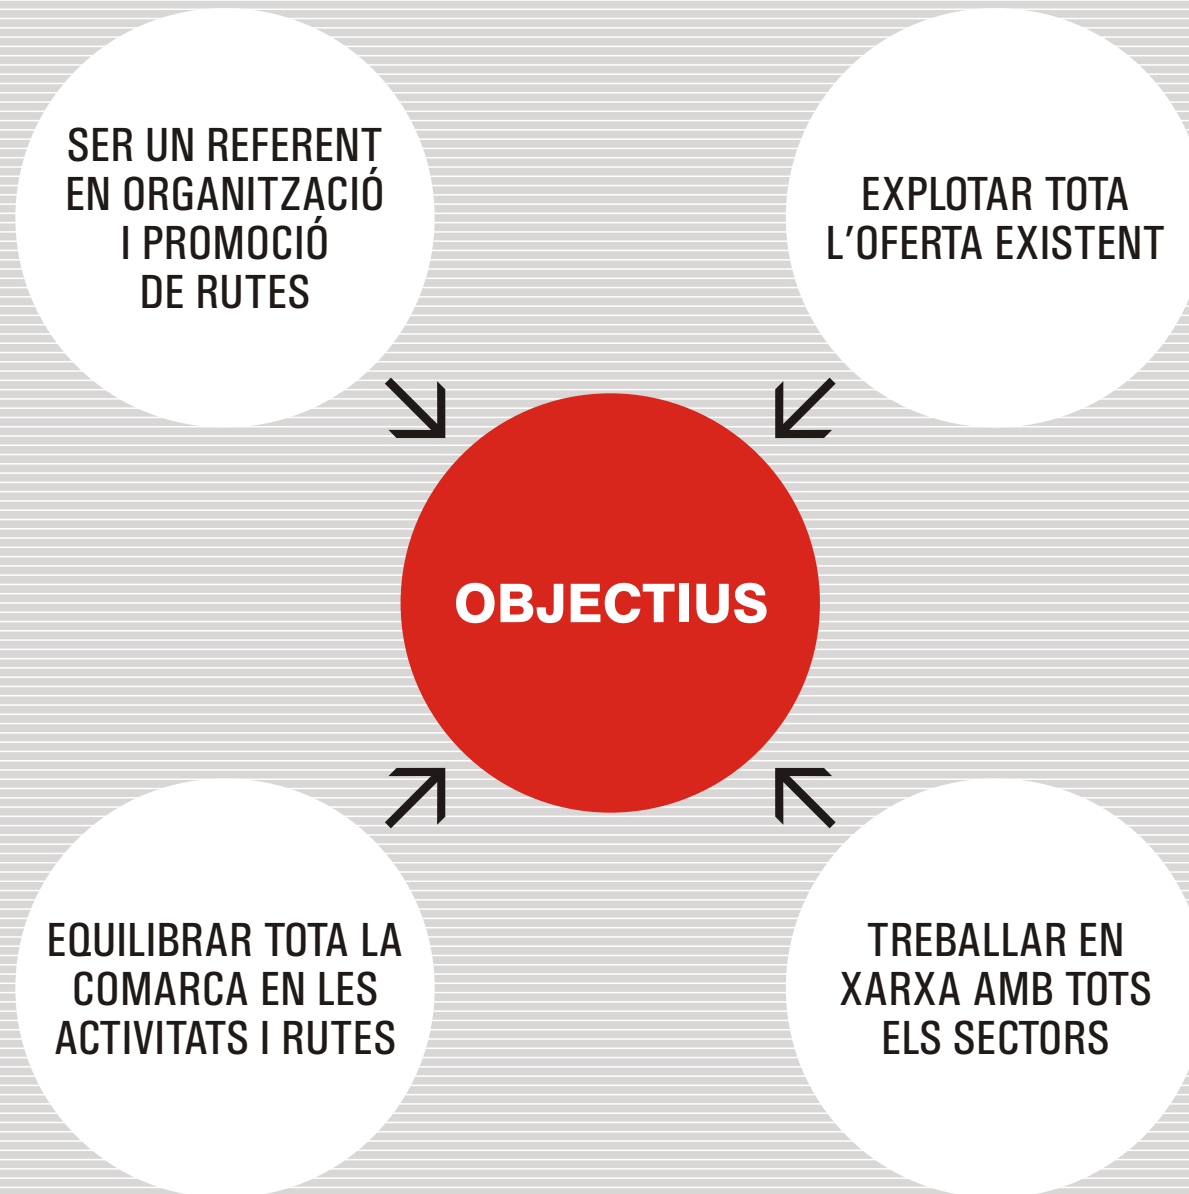 SER UN REFERENT
EN ORGANITZACIÓ
I PROMOCIÓ
DE RUTES
EXPLOTAR TOTA
L'OFERTA EXISTENT
OBJECTIUS
EQUILIBRAR TOTA LA
COMARCA EN LES
ACTIVITATS I RUTES
TREBALLAR EN
XARXA AMB TOTS
ELS SECTORS